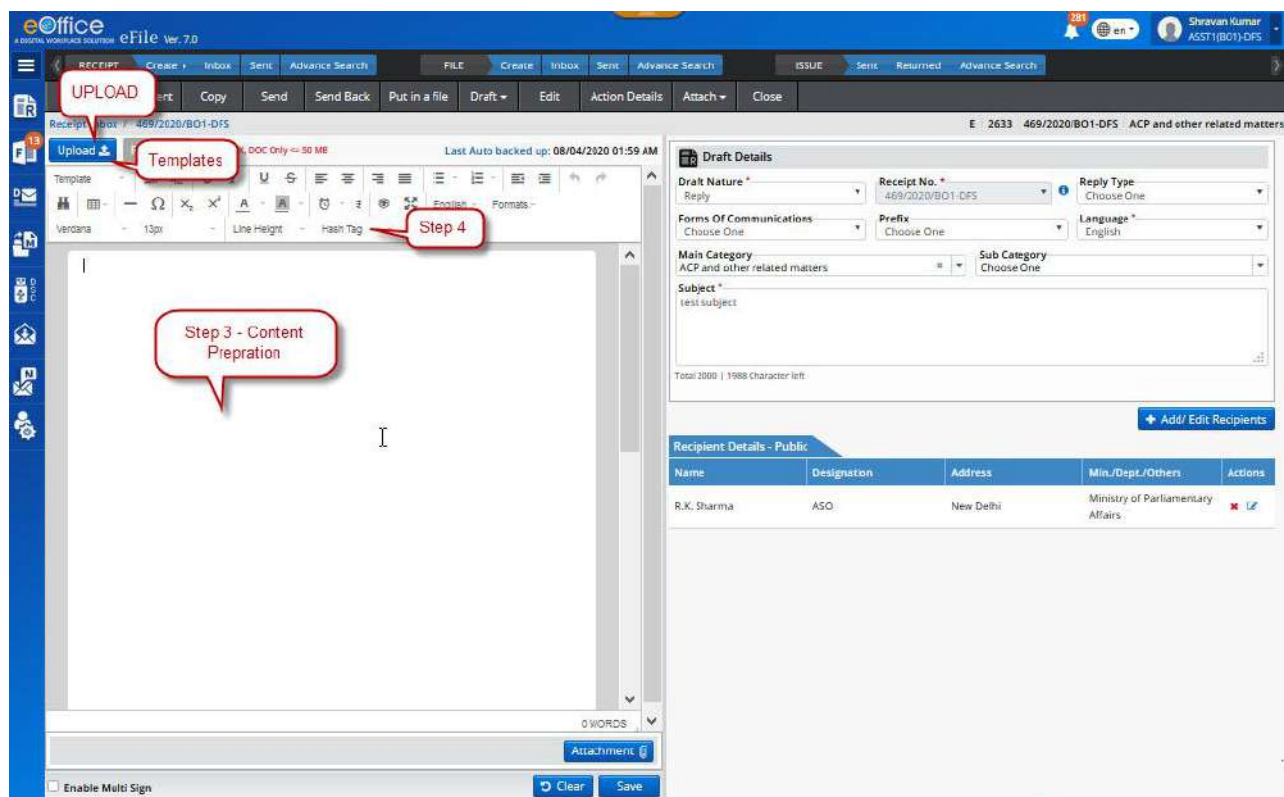 eOffice
A DIGITAL WORKPLACE SOLUTION eFile Ver. 7.0
281
en
Shravan Kumar
ASST1(BO1)-DFS
RECEIPT Create Inbox Sent Advance Search FILE Create Inbox Sent Advance Search ISSUE Sent Returned Advance Search
UPLOAD
Copy Send Send Back Put in a file Draft Edit Action Details Attach Close
Receipt Inbox / 469/2020/BO1-DFS
E 2633 469/2020/BO1-DFS ACP and other related matters
13
Upload
Templates
DOC Only <= 50 MB
Last Auto backed up: 08/04/2020 01:59 AM
Template
English Formats
Verdana 13px Line Height Hash Tag
Step 4
Step 3 - Content
Prepration
0 WORDS
Attachment
Enable Multi Sign
Clear Save
Draft Details
Draft Nature * Receipt No. * Reply Type
Reply 469/2020/BO1-DFS Choose One
Forms Of Communications Prefix Language *
Choose One Choose One English
Main Category Sub Category
ACP and other related matters Choose One
Subject *
test subject
Total 2000 | 1988 Character left
+ Add/ Edit Recipients
Recipient Details - Public
Name Designation Address Min./Dept./Others Actions
R.K. Sharma ASO New Delhi Ministry of Parliamentary
Affairs
DSC